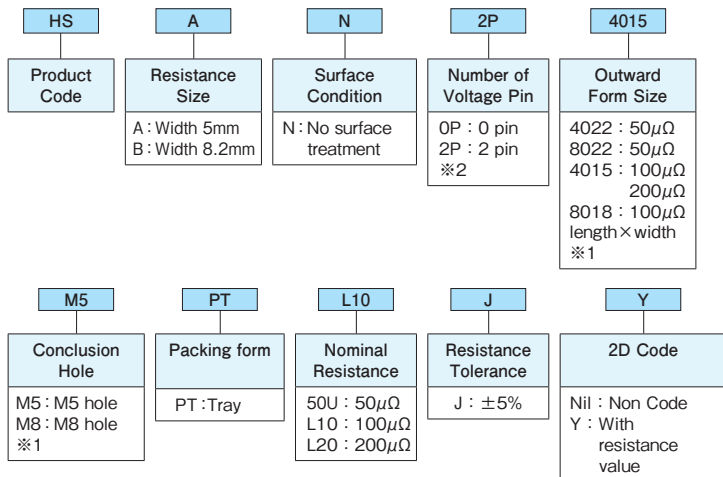 HS
Product
Code
A
Resistance
Size
A：Width 5mm
B：Width 8.2mm
N
Surface
Condition
N：No surface
treatment
2P
Number of
Voltage Pin
0P：0 pin
2P：2 pin
※2
4015
Outward
Form Size
4022：50μΩ
8022：50μΩ
4015：100μΩ
200μΩ
8018：100μΩ
length×width
※1
M5
Conclusion
Hole
M5：M5 hole
M8：M8 hole
※1
PT
Packing form
PT：Tray
L10
Nominal
Resistance
50U：50μΩ
L10：100μΩ
L20：200μΩ
J
Resistance
Tolerance
J：±5%
Y
2D Code
Nil：Non Code
Y：With
resistance
value